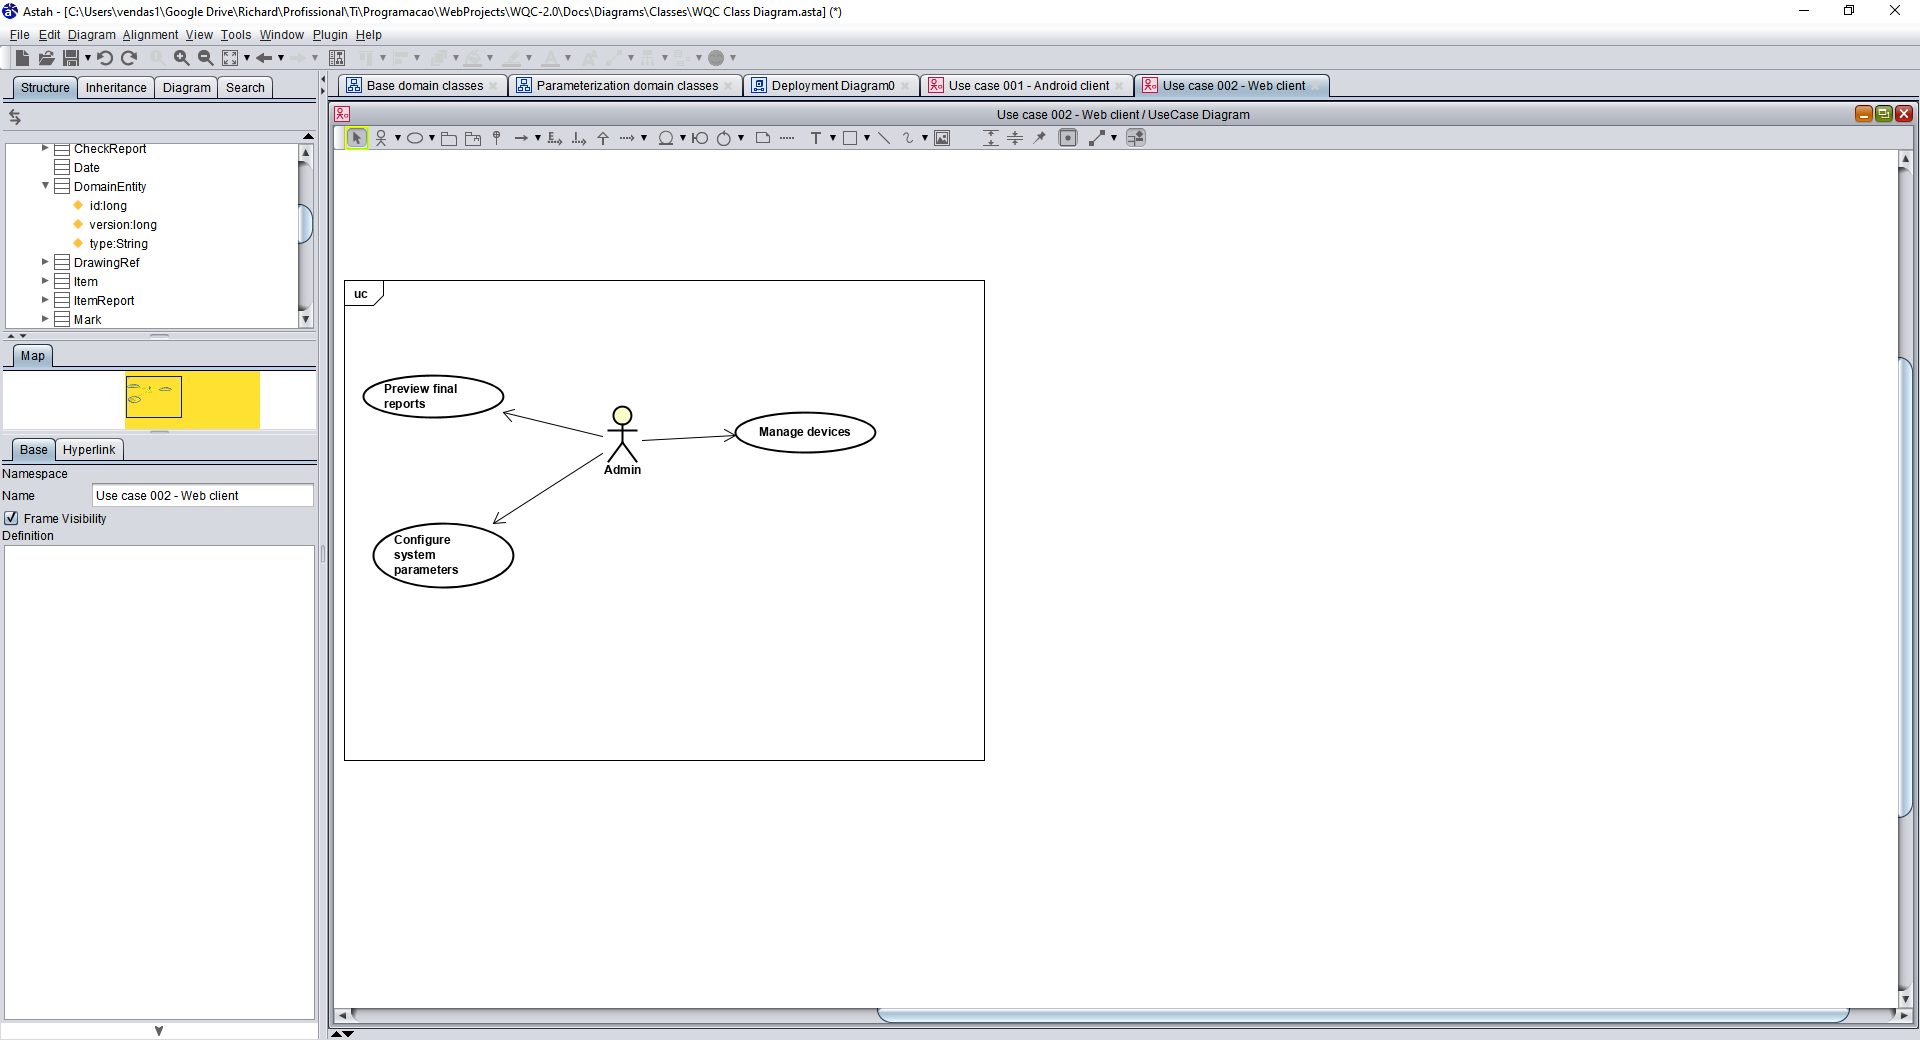 Astah - [C:\Users\vendas1\Google Drive\Richard\Profissional\Ti\Programacao\WebProjects\WQC-2.0\Docs\Diagrams\Classes\WQC Class Diagram.asta] (*)
File Edit Diagram Alignment View Tools Window Plugin Help
Structure Inheritance Diagram Search
Base domain classes Parameterization domain classes Deployment Diagram0 Use case 001 - Android client Use case 002 - Web client
Use case 002 - Web client / UseCase Diagram
CheckReport
Date
DomainEntity
id:long
version:long
type:String
DrawingRef
Item
ItemReport
Mark
Map
Base Hyperlink
Namespace
Name Use case 002 - Web client
Frame Visibility
Definition
uc
Preview final
reports
Admin
Manage devices
Configure
system
parameters